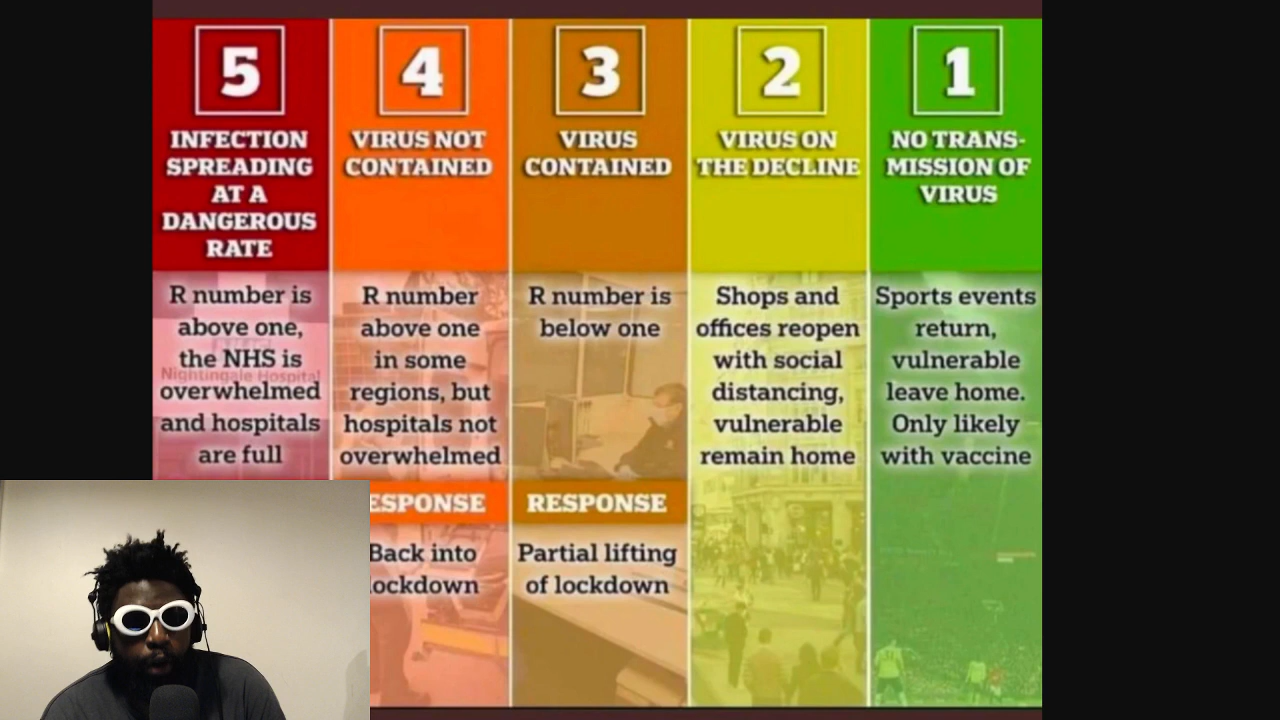 5
INFECTION
SPREADING
AT A
DANGEROUS
RATE
R number is
above one,
the NHS is
overwhelmed
and hospitals
are full
Nightingale Hospital
4
VIRUS NOT
CONTAINED
R number
above one
in some
regions, but
hospitals not
overwhelmed
ESPONSE
Back into
ockdown
3
VIRUS
CONTAINED
R number is
below one
RESPONSE
Partial lifting
of lockdown
2
VIRUS ON
THE DECLINE
Shops and
offices reopen
with social
distancing,
vulnerable
remain home
1
NO TRANS-
MISSION OF
VIRUS
Sports events
return,
vulnerable
leave home.
Only likely
with vaccine